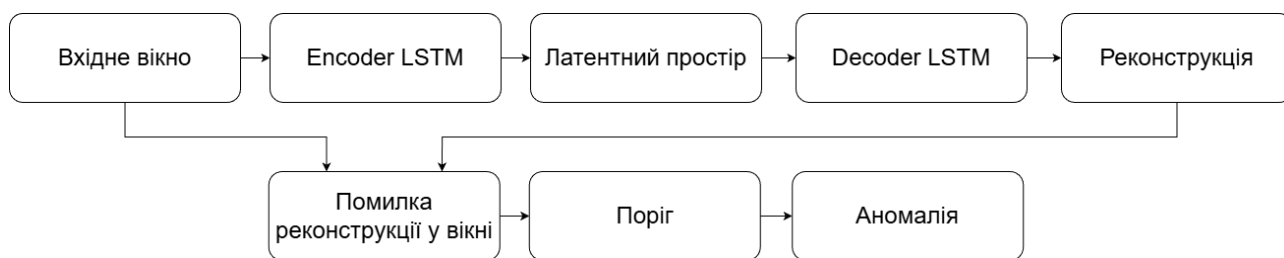 Вхідне вікно
Encoder LSTM
Латентний простір
Decoder LSTM
Реконструкція
Помилка
реконструкції у вікні
Поріг
Аномалія